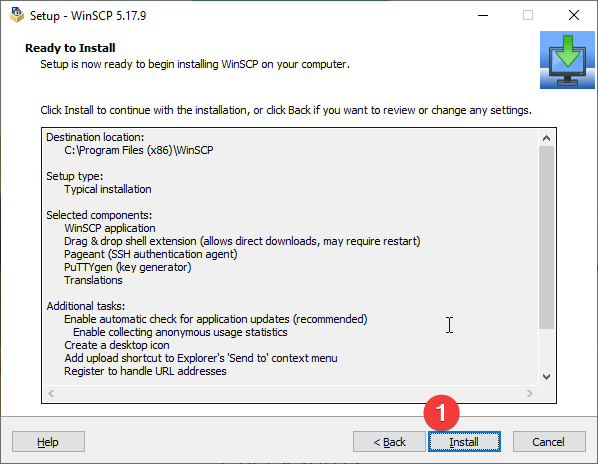 Setup - WinSCP 5.17.9
Ready to Install
Setup is now ready to begin installing WinSCP on your computer.
Click Install to continue with the installation, or click Back if you want to review or change any settings.
Destination location:
C:\Program Files (x86)\WinSCP
Setup type:
Typical installation
Selected components:
WinSCP application
Drag & drop shell extension (allows direct downloads, may require restart)
Pageant (SSH authentication agent)
PuTTYgen (key generator)
Translations
Additional tasks:
Enable automatic check for application updates (recommended)
Enable collecting anonymous usage statistics
Create a desktop icon
Add upload shortcut to Explorer's 'Send to' context menu
Register to handle URL addresses
1
Help < Back Install Cancel